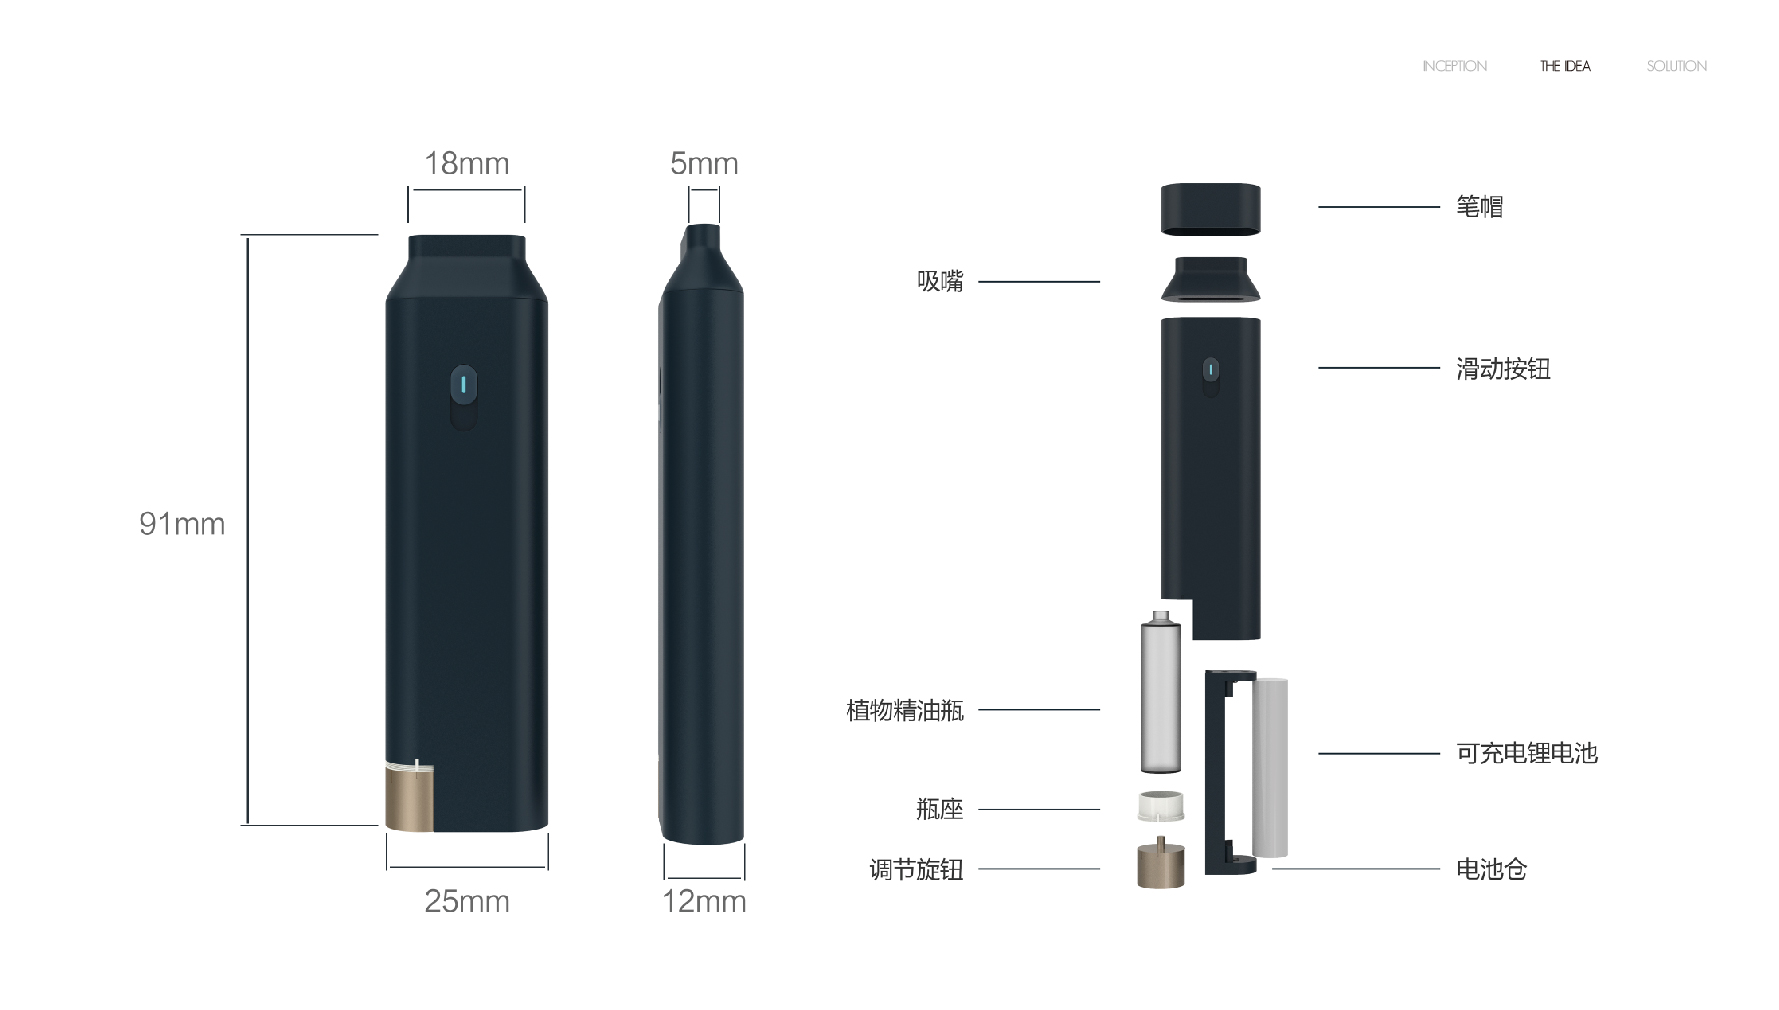 INCEPTION
THE IDEA
SOLUTION
18mm
5mm
91mm
25mm
12mm
笔帽
吸嘴
滑动按钮
植物精油瓶
可充电锂电池
瓶座
调节旋钮
电池仓